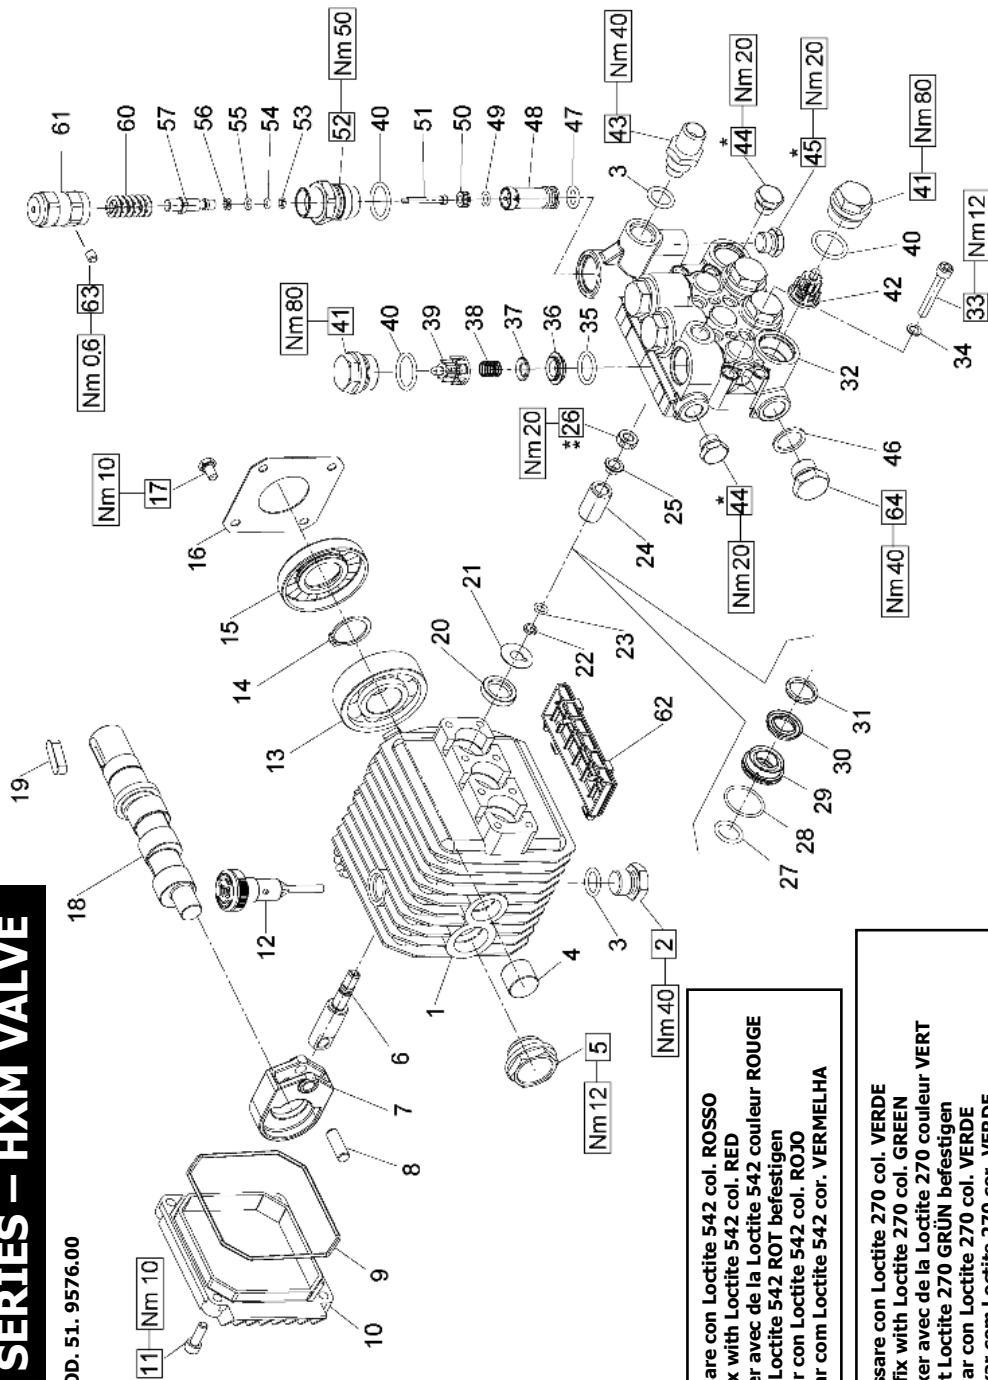 SERIES – HXM VALVE
OD. 51. 9576.00
61
60
57
56
55
54
53
52 Nm 50
40
51
50
49
48
47
63 Nm 0.6
Nm 40
43
3
Nm 20
*44
Nm 20
*45
Nm 80
41
40
42
Nm 12
33
34
32
46
64 Nm 40
*44 Nm 20
Nm 80
41
40
39
38
37
36
35
Nm 20
**26
25
24
23
22
21
20
62
Nm 10
17
16
15
14
13
19
18
12
1
6
7
8
9
10
11 Nm 10
4
5 Nm 12
3
2 Nm 40
27
28
29
30
31
are con Loctite 542 col. ROSSO
x with Loctite 542 col. RED
er avec de la Loctite 542 couleur ROUGE
Loctite 542 ROT befestigen
r con Loctite 542 col. ROJO
ar com Loctite 542 cor. VERMELHA
ssare con Loctite 270 col. VERDE
fix with Loctite 270 col. GREEN
xer avec de la Loctite 270 couleur VERT
t Loctite 270 GRÜN befestigen
ar con Loctite 270 col. VERDE
car com Loctite 270 cor. VERDE